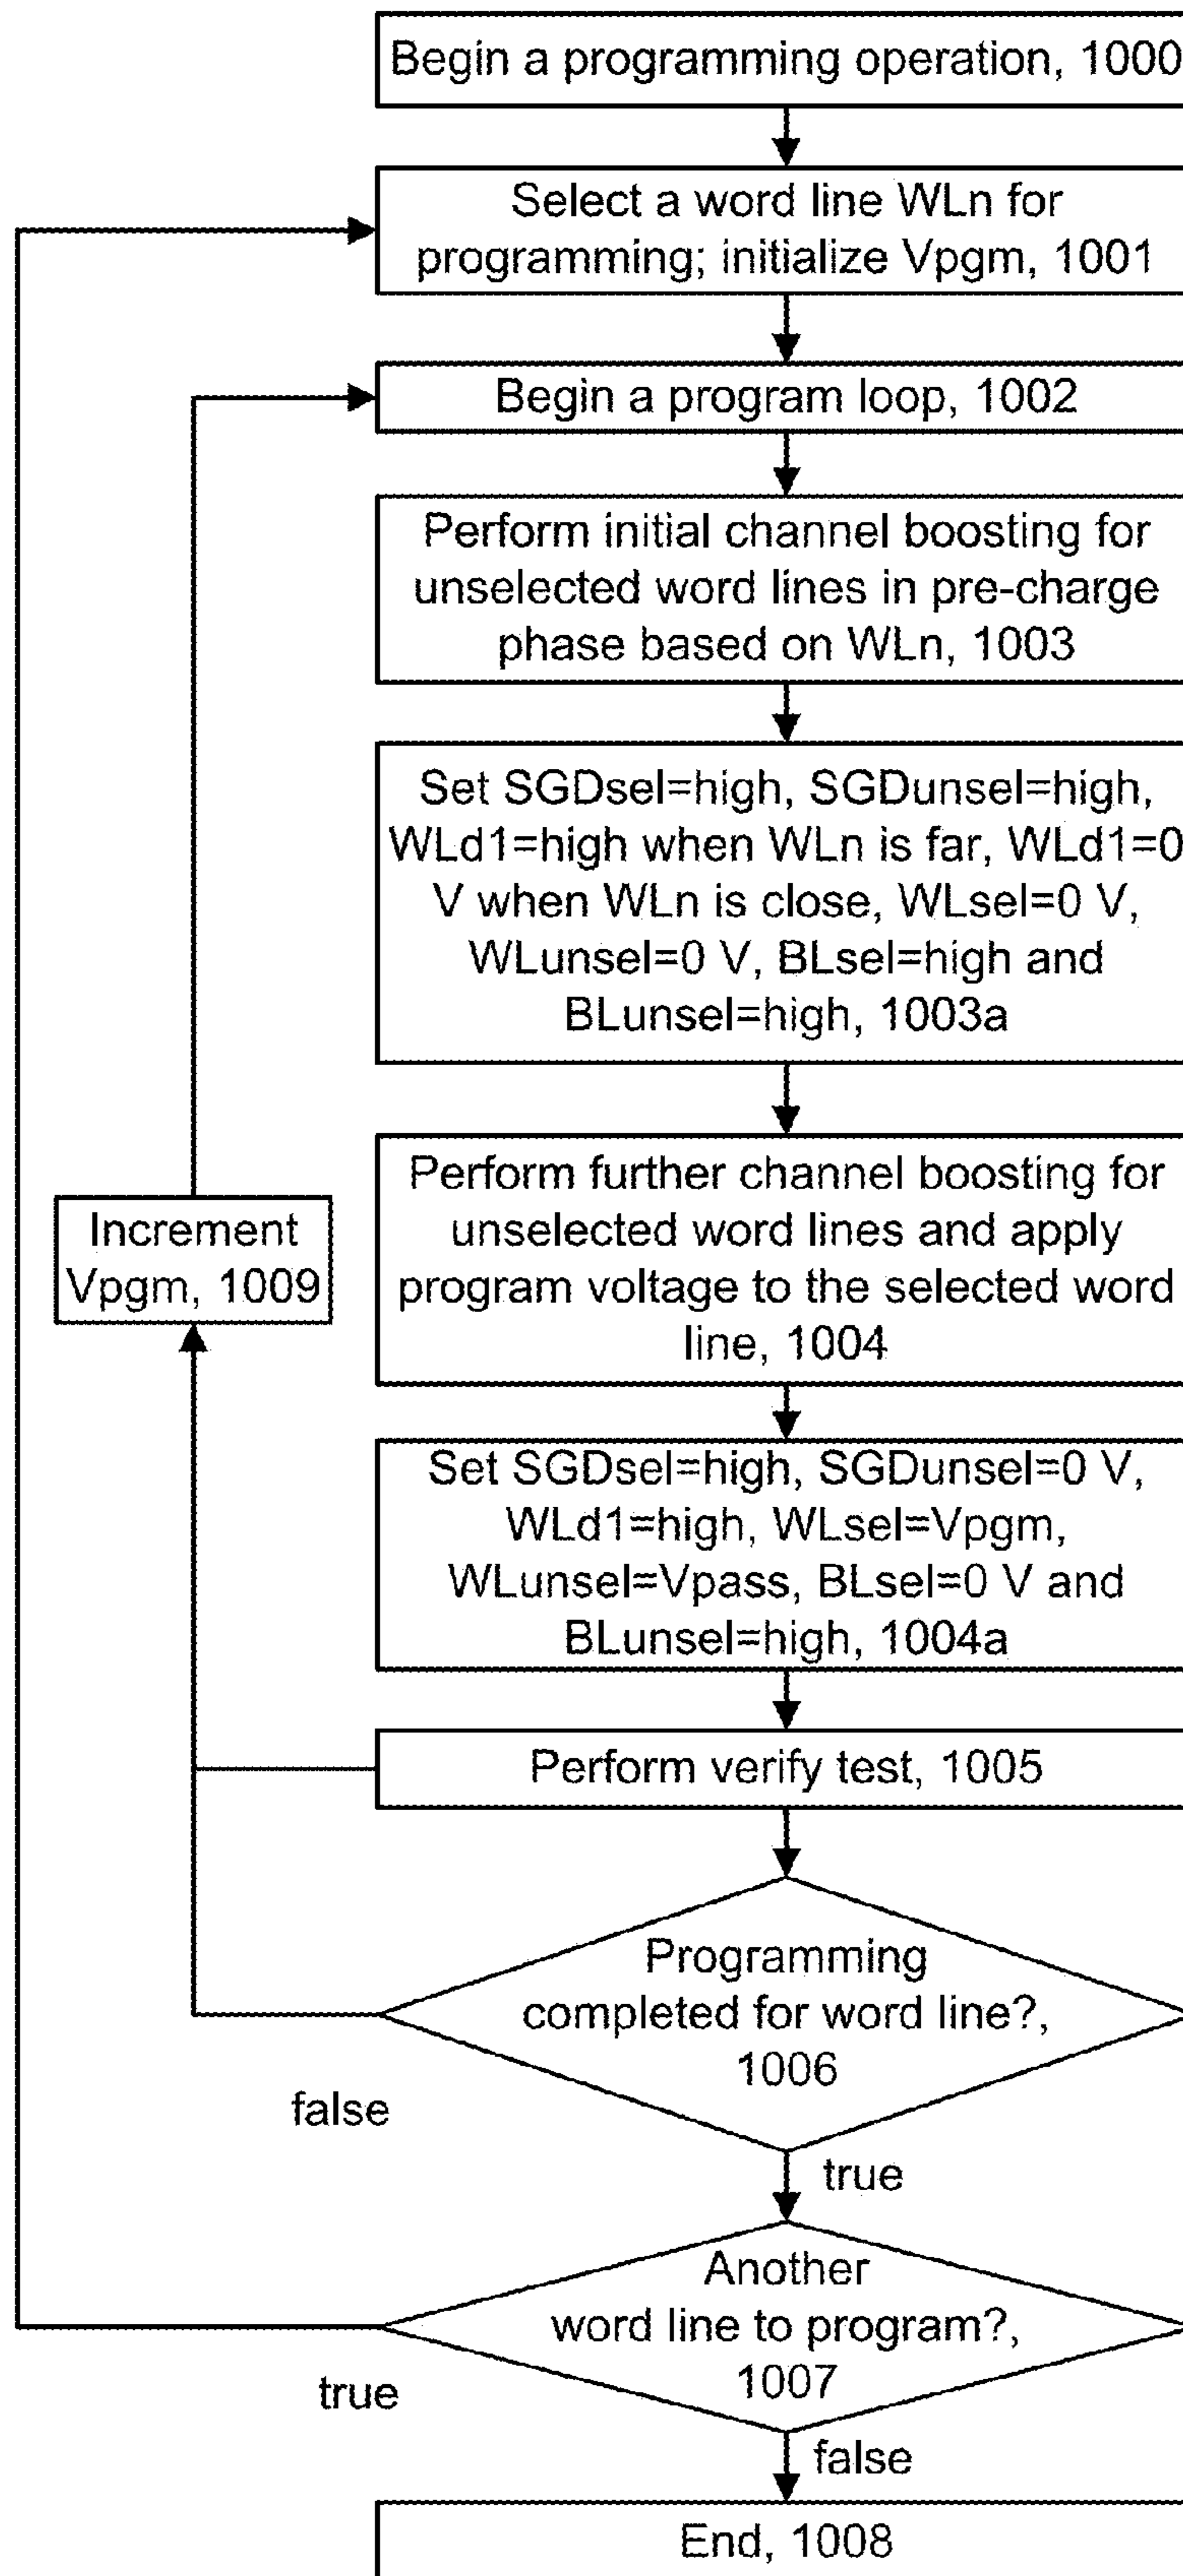 Begin a programming operation, 1000
Select a word line WLn for
programming; initialize Vpgm, 1001
Begin a program loop, 1002
Perform initial channel boosting for
unselected word lines in pre-charge
phase based on WLn, 1003
Set SGDsel=high, SGDunsel=high,
WLd1=high when WLn is far, WLd1=0
V when WLn is close, WLsel=0 V,
WLunsel=0 V, BLsel=high and
BLunsel=high, 1003a
Perform further channel boosting for
unselected word lines and apply
program voltage to the selected word
line, 1004
Increment
Vpgm, 1009
Set SGDsel=high, SGDunsel=0 V,
WLd1=high, WLsel=Vpgm,
WLunsel=Vpass, BLsel=0 V and
BLunsel=high, 1004a
Perform verify test, 1005
Programming
completed for word line?,
1006
false
true
Another
word line to program?,
1007
true
false
End, 1008